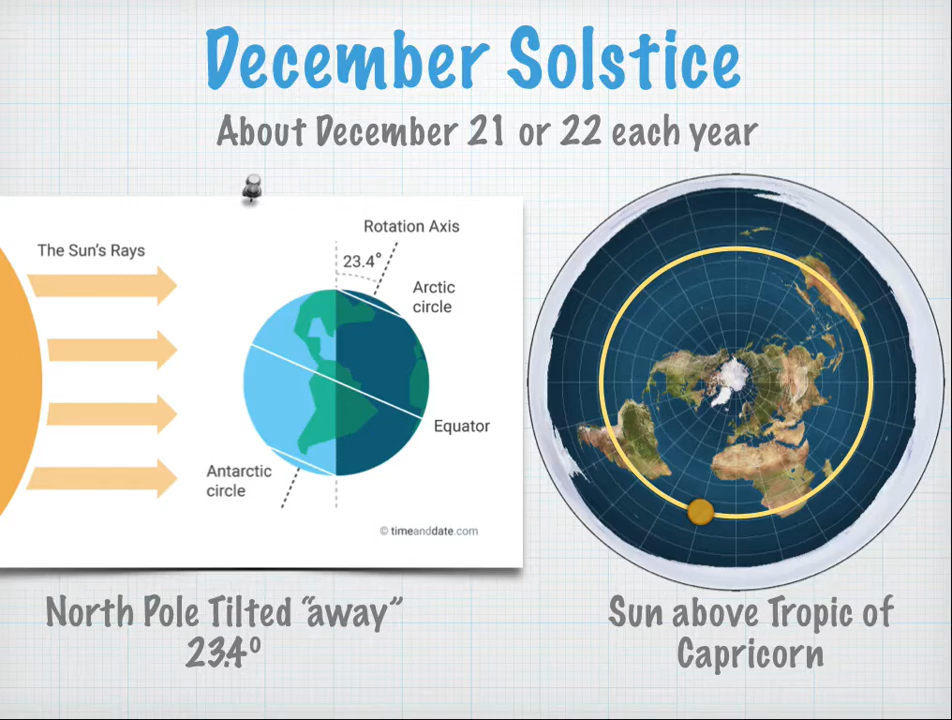 December Solstice
About December 21 or 22 each year
The Sun's Rays
Rotation Axis
23.4°
Arctic
circle
Equator
Antarctic
circle
© timeanddate.com
North Pole Tilted “away”
23.4º
Sun above Tropic of
Capricorn